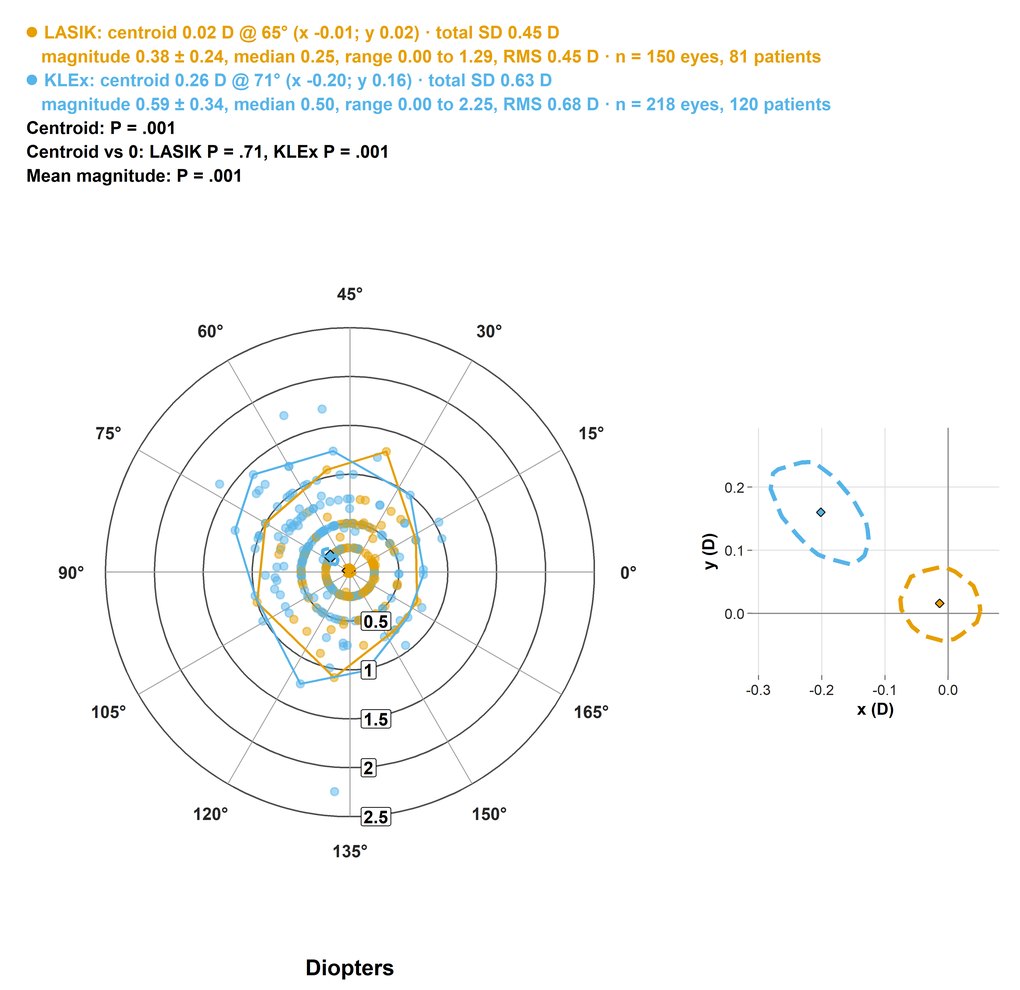 LASIK: centroid 0.02 D @ 65° (x -0.01; y 0.02) · total SD 0.45 D
magnitude 0.38 ± 0.24, median 0.25, range 0.00 to 1.29, RMS 0.45 D · n = 150 eyes, 81 patients
KLEx: centroid 0.26 D @ 71° (x -0.20; y 0.16) · total SD 0.63 D
magnitude 0.59 ± 0.34, median 0.50, range 0.00 to 2.25, RMS 0.68 D · n = 218 eyes, 120 patients
Centroid: P = .001
Centroid vs 0: LASIK P = .71, KLEx P = .001
Mean magnitude: P = .001
45°
60°
30°
75°
15°
90°
0°
105°
165°
120°
150°
135°
0.5
1
1.5
2
2.5
Diopters
y (D)
0.2
0.1
0.0
-0.3
-0.2
-0.1
0.0
x (D)